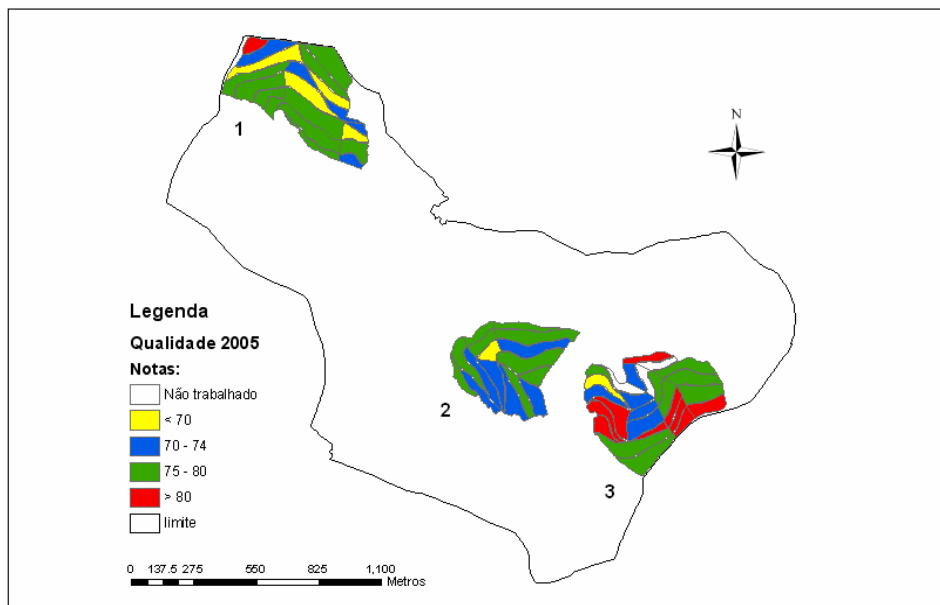 N
1
2
3
Legenda
Qualidade 2005
Notas:
Não trabalhado
< 70
70 - 74
75 - 80
> 80
limite
0 137.5 275 550 825 1,100
Metros